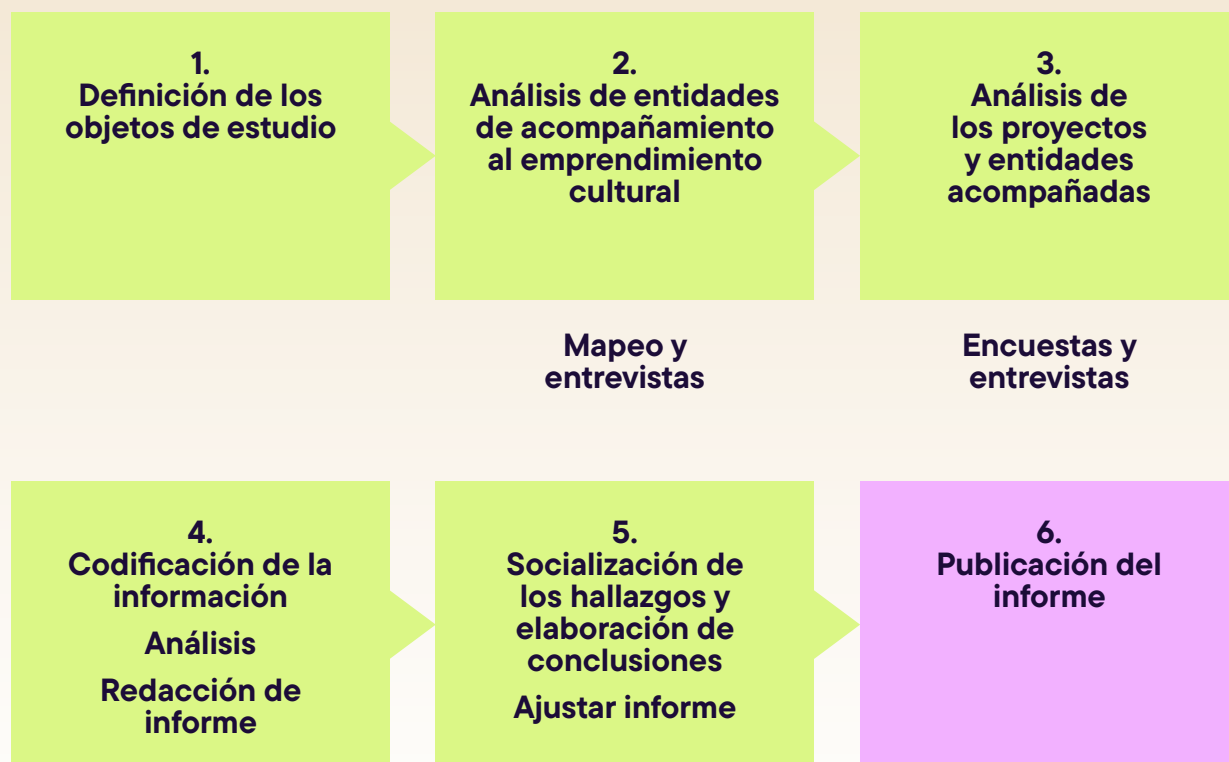 1.
Definición de los
objetos de estudio
2.
Análisis de entidades
de acompañamiento
al emprendimiento
cultural
3.
Análisis de
los proyectos
y entidades
acompañadas
Mapeo y
entrevistas
Encuestas y
entrevistas
4.
Codificación de la
información
Análisis
Redacción de
informe
5.
Socialización de
los hallazgos y
elaboración de
conclusiones
Ajustar informe
6.
Publicación del
informe